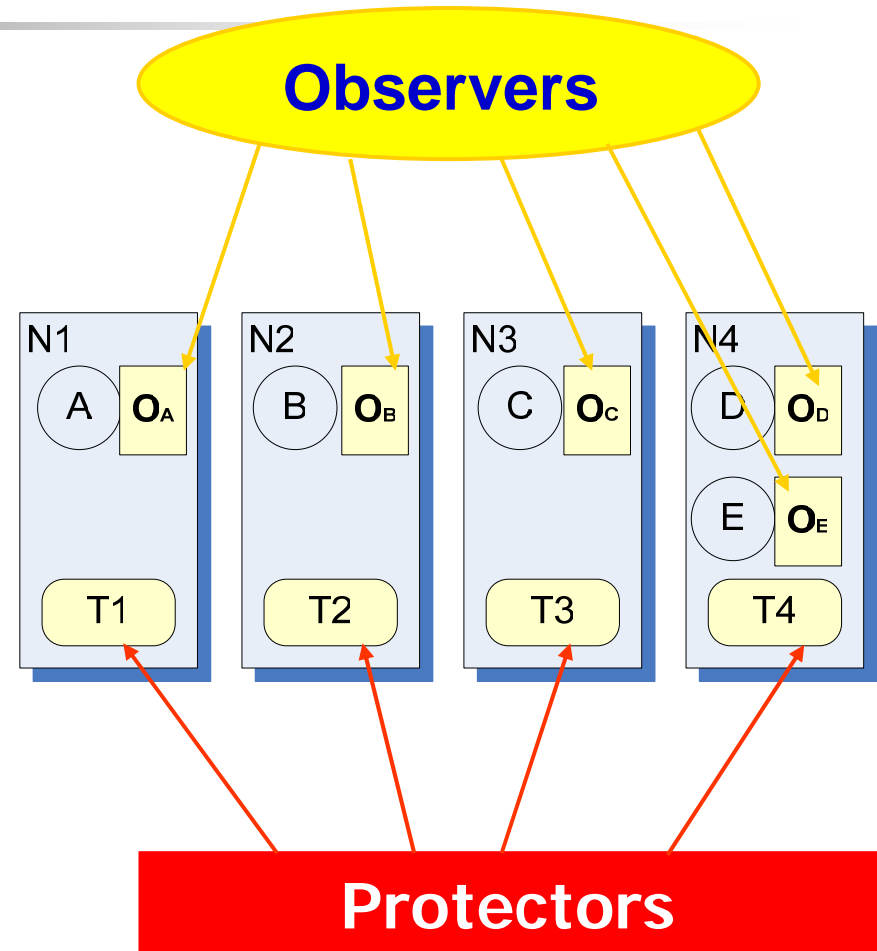 Observers
N1 N2 N3 N4
A OA B OB C OC D OD
E OE
T1 T2 T3 T4
Protectors